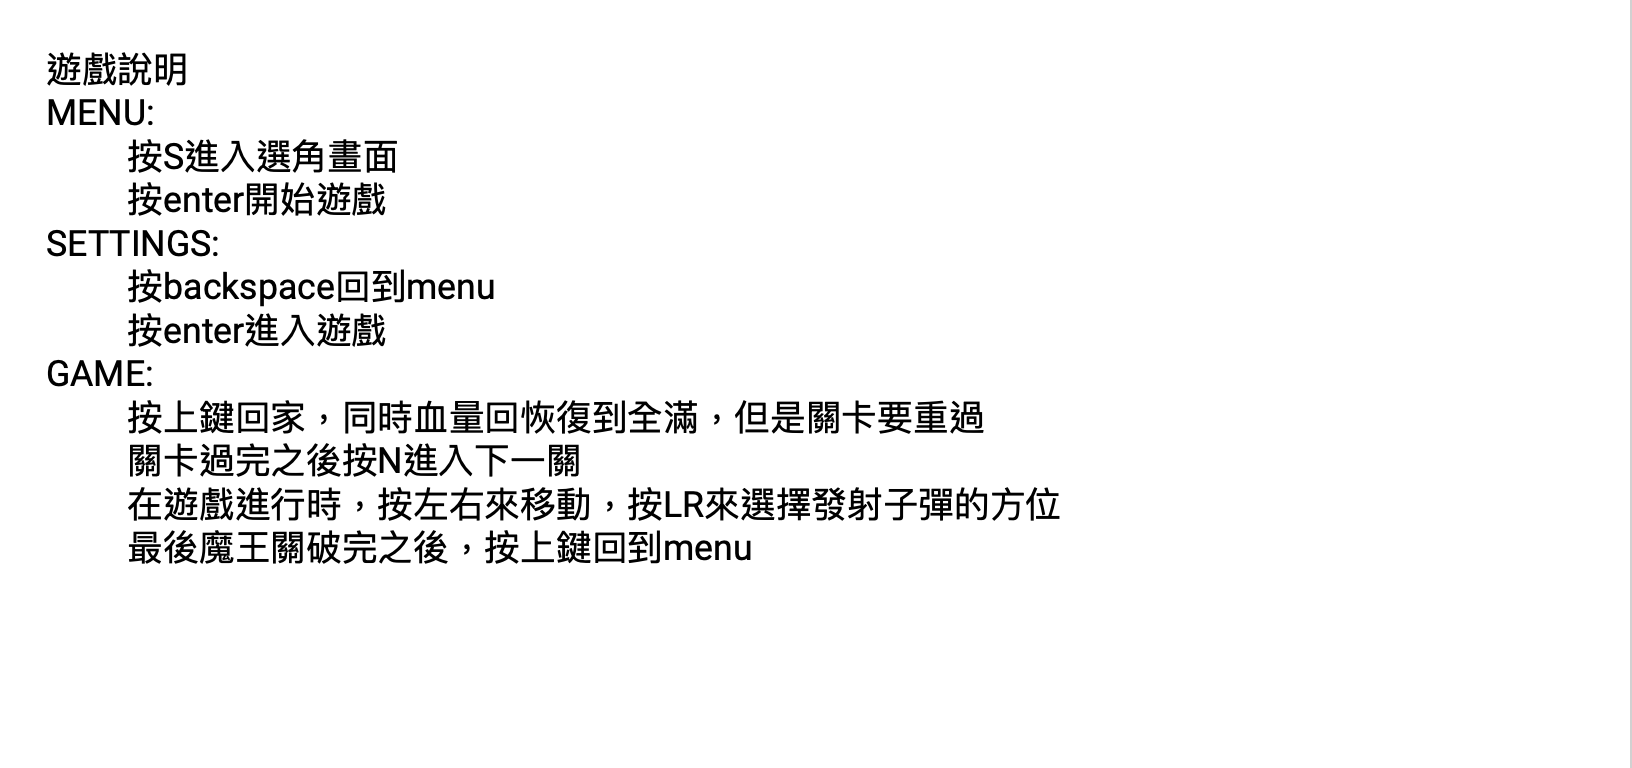 遊戲說明
MENU:
按S進入選角畫面
按enter開始遊戲
SETTINGS:
按backspace回到menu
按enter進入遊戲
GAME:
按上鍵回家，同時血量回恢復到全滿，但是關卡要重過
關卡過完之後按N進入下一關
在遊戲進行時，按左右來移動，按LR來選擇發射子彈的方位
最後魔王關破完之後，按上鍵回到menu